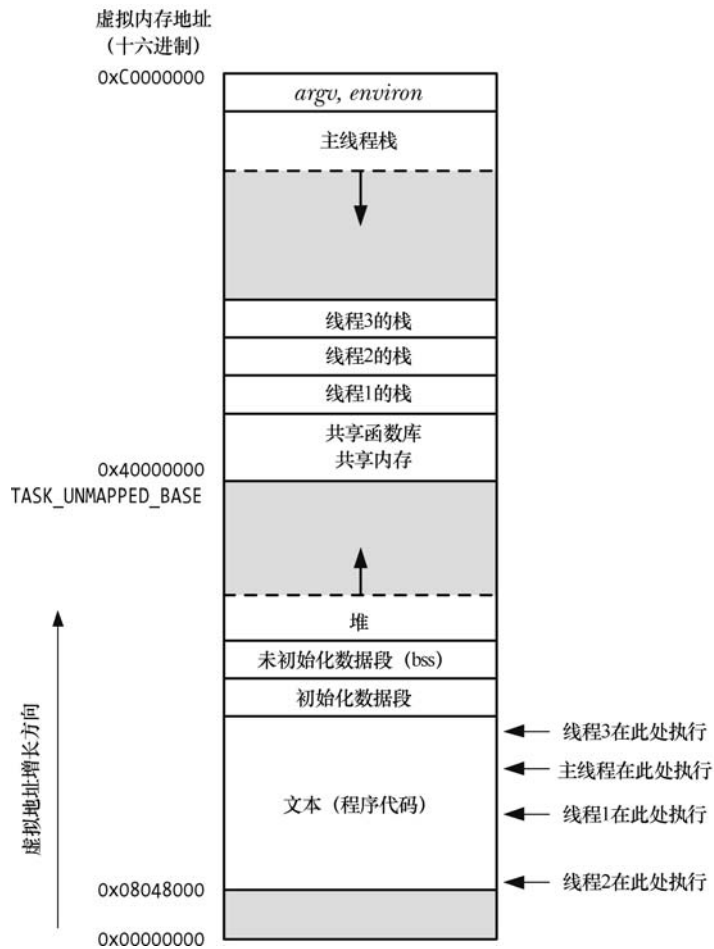 虚拟内存地址
（十六进制）
0xC0000000
argv, environ
主线程栈
线程3的栈
线程2的栈
线程1的栈
共享函数库
共享内存
0x40000000
TASK_UNMAPPED_BASE
堆
未初始化数据段（bss）
初始化数据段
线程3在此处执行
主线程在此处执行
文本（程序代码）
线程1在此处执行
线程2在此处执行
虚拟地址增长方向
0x08048000
0x00000000